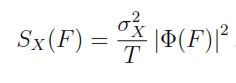 S_X(F) = \frac{\sigma_X^2}{T} |\Phi(F)|^2